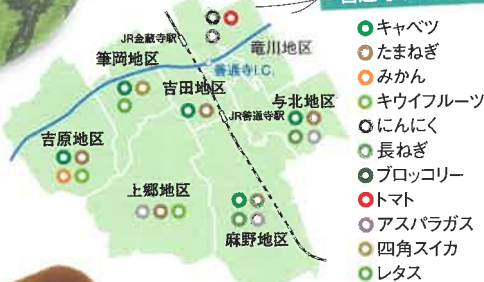 JR金蔵寺駅
竜川地区
筆岡地区
善通寺I.C.
吉田地区
与北地区
JR善通寺駅
吉原地区
上郷地区
麻野地区
キャベツ
たまねぎ
みかん
キウイフルーツ
にんにく
長ねぎ
ブロッコリー
トマト
アスパラガス
四角スイカ
レタス